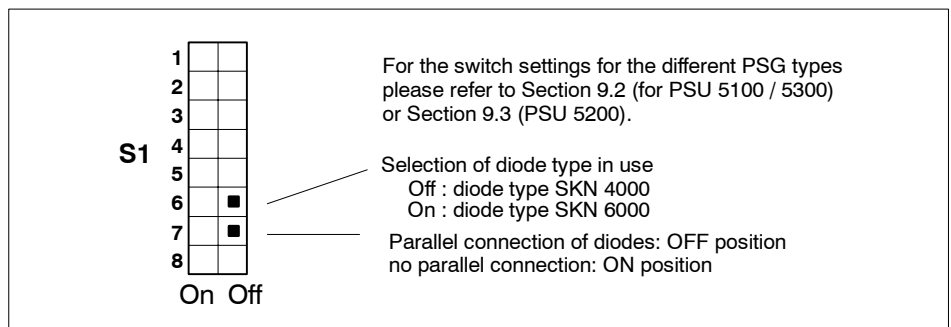 1
2
3
4
5
6
7
8
S1
On Off
For the switch settings for the different PSG types
please refer to Section 9.2 (for PSU 5100 / 5300)
or Section 9.3 (PSU 5200).
Selection of diode type in use
Off : diode type SKN 4000
On : diode type SKN 6000
Parallel connection of diodes: OFF position
no parallel connection: ON position